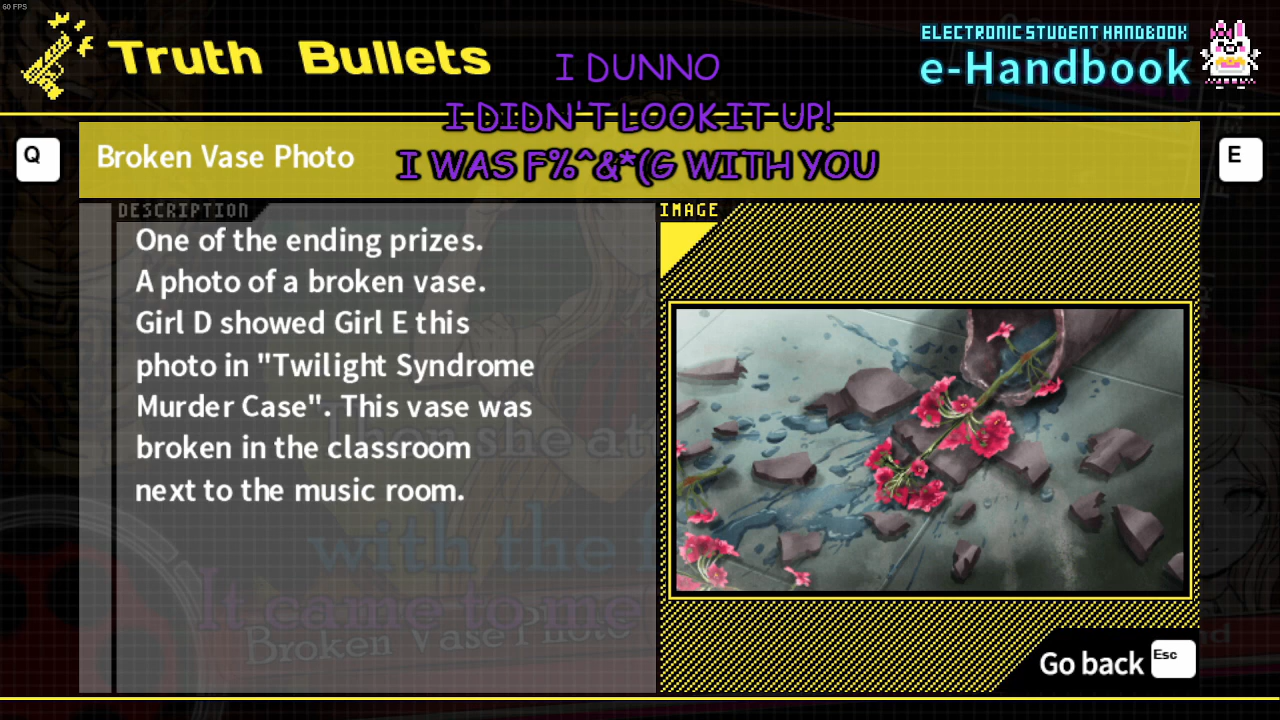 60 FPS
Truth Bullets
I DUNNO
ELECTRONIC STUDENT HANDBOOK
e-Handbook
I DIDN'T LOOK IT UP!
I WAS F%^&*(G WITH YOU
Q
Broken Vase Photo
E
DESCRIPTION
IMAGE
One of the ending prizes.
A photo of a broken vase.
Girl D showed Girl E this
photo in "Twilight Syndrome
Murder Case". This vase was
broken in the classroom
next to the music room.
Then she at
with the f
It came to me
Broken Vase Photo
Go back
Esc